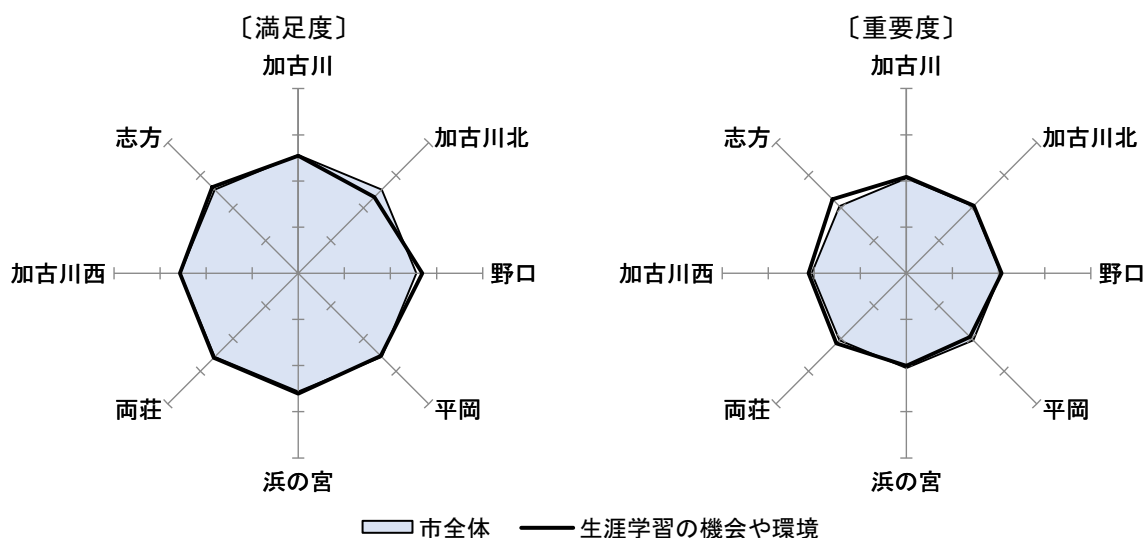 〔満足度〕
加古川
加古川北
野口
平岡
浜の宮
両荘
加古川西
志方
〔重要度〕
加古川
加古川北
野口
平岡
浜の宮
両荘
加古川西
志方
市全体
生涯学習の機会や環境